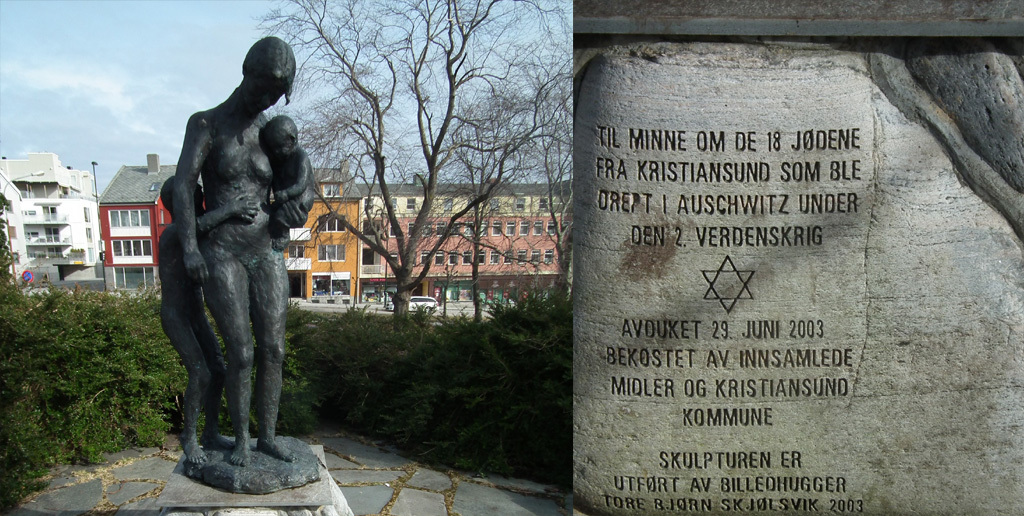 TIL MINNE OM DE 18 JØDENE
FRA KRISTIANSUND SOM BLE
DREPT I AUSCHWITZ UNDER
DEN 2. VERDENSKRIG
AVDUKET 29. JUNI 2003
BEKOSTET AV INNSAMLEDE
MIDLER OG KRISTIANSUND
KOMMUNE
SKULPTUREN ER
UTFØRT AV BILLEDHUGGER
TORE BJØRN SKJØLSVIK 2003